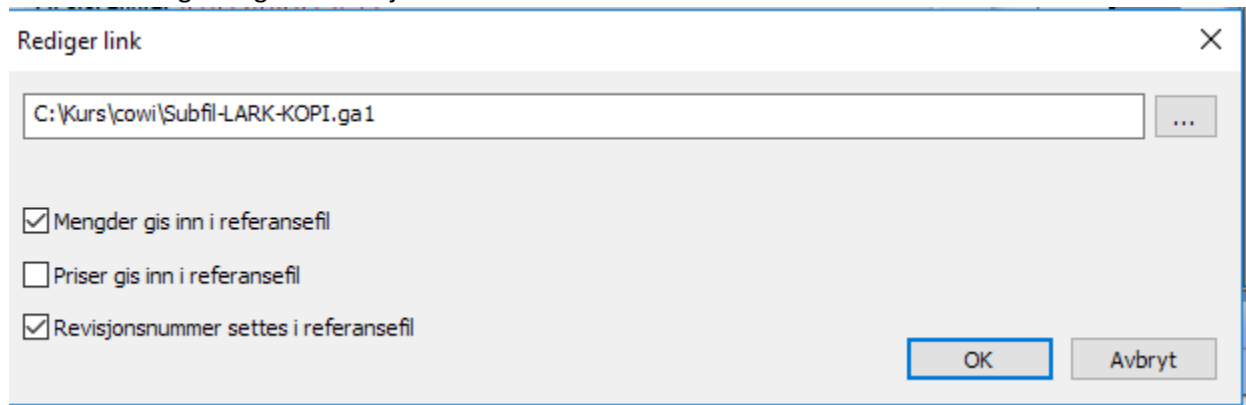 Rediger link
C:\Kurs\cowi\Subfil-LARK-KOPI.ga1
...
Mengder gis inn i referansefil
Priser gis inn i referansefil
Revisjonsnummer settes i referansefil
OK Avbryt